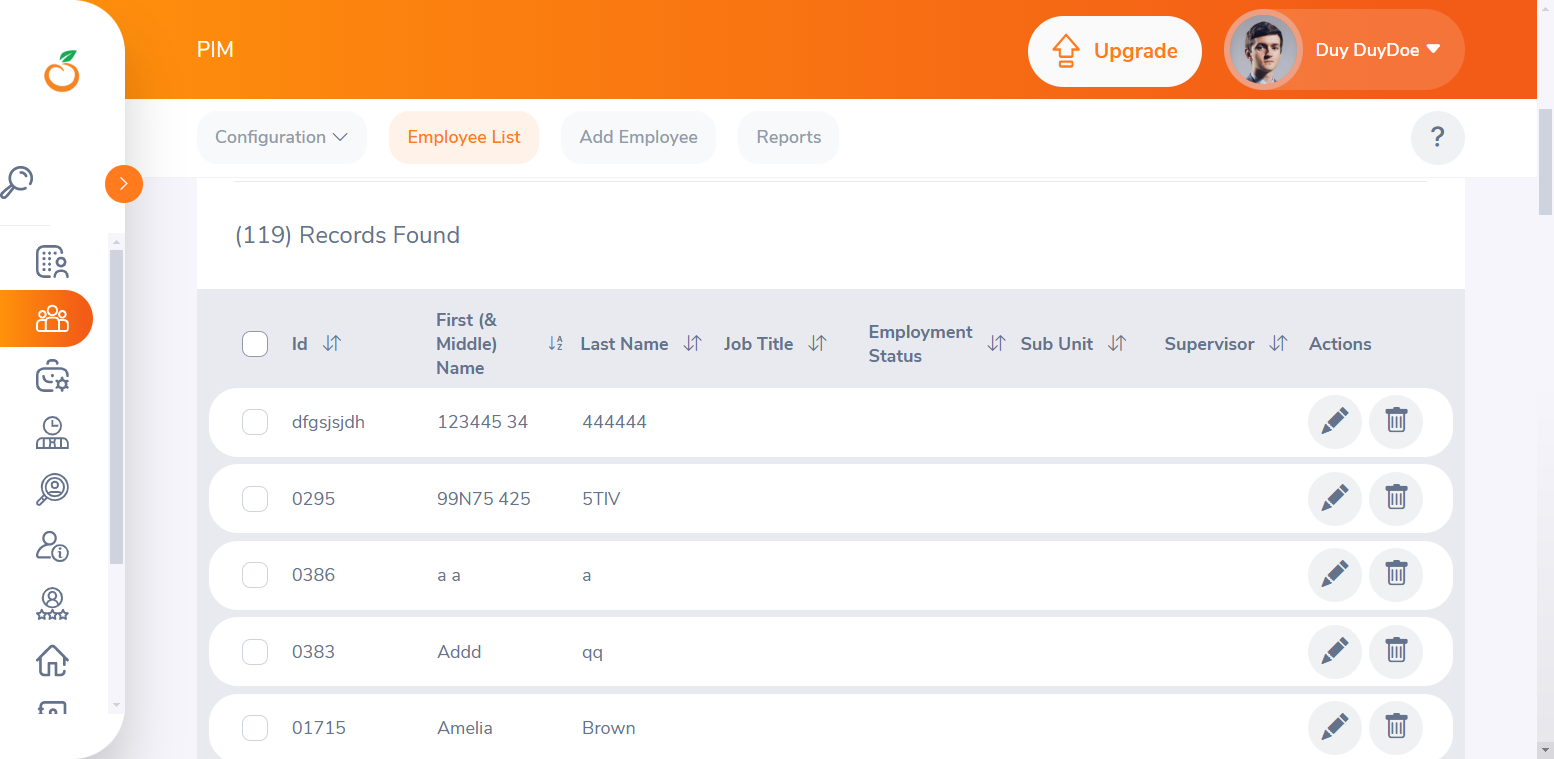 PIM
Upgrade
Duy DuyDoe
Configuration
Employee List
Add Employee
Reports
?
(119) Records Found
Id
First (& Middle) Name
Last Name
Job Title
Employment Status
Sub Unit
Supervisor
Actions
dfgsjsjdh 123445 34 444444
0295 99N75 425 5TIV
0386 a a a
0383 Addd qq
01715 Amelia Brown